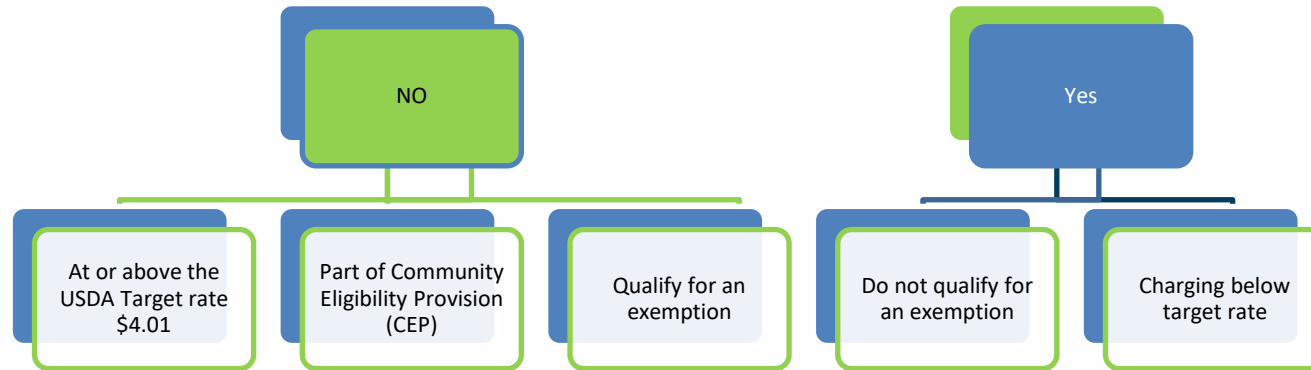 NO
Yes
At or above the
USDA Target rate
$4.01
Part of Community
Eligibility Provision
(CEP)
Qualify for an
exemption
Do not qualify for
an exemption
Charging below
target rate